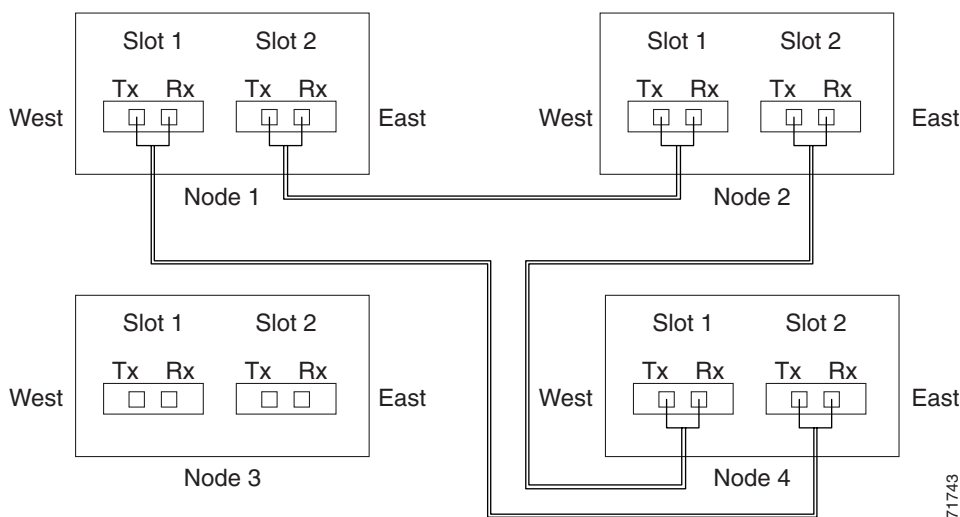 Slot 1 Slot 2 Slot 1 Slot 2
Tx Rx Tx Rx Tx Rx Tx Rx
West East West East
Node 1 Node 2
Slot 1 Slot 2 Slot 1 Slot 2
Tx Rx Tx Rx Tx Rx Tx Rx
West East West East
Node 3 Node 4
71743